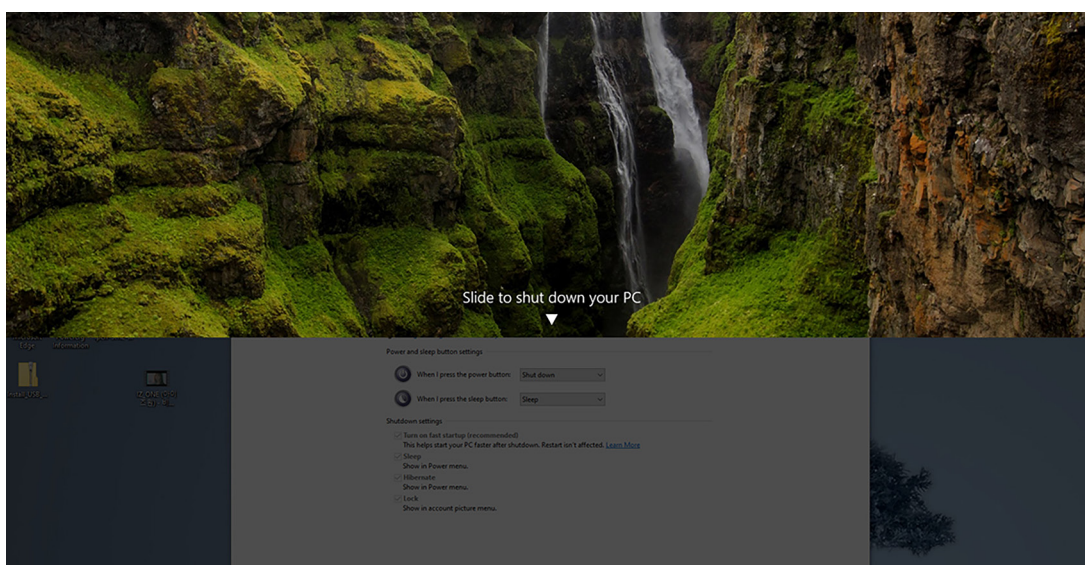 Slide to shut down your PC
Edge information
Power and sleep button settings
When I press the power button: Shut down
When I press the sleep button: Sleep
Shutdown settings
Turn on fast startup (recommended)
This helps start your PC faster after shutdown. Restart isn't affected. Learn More
Sleep
Show in Power menu.
Hibernate
Show in Power menu.
Lock
Show in account picture menu.